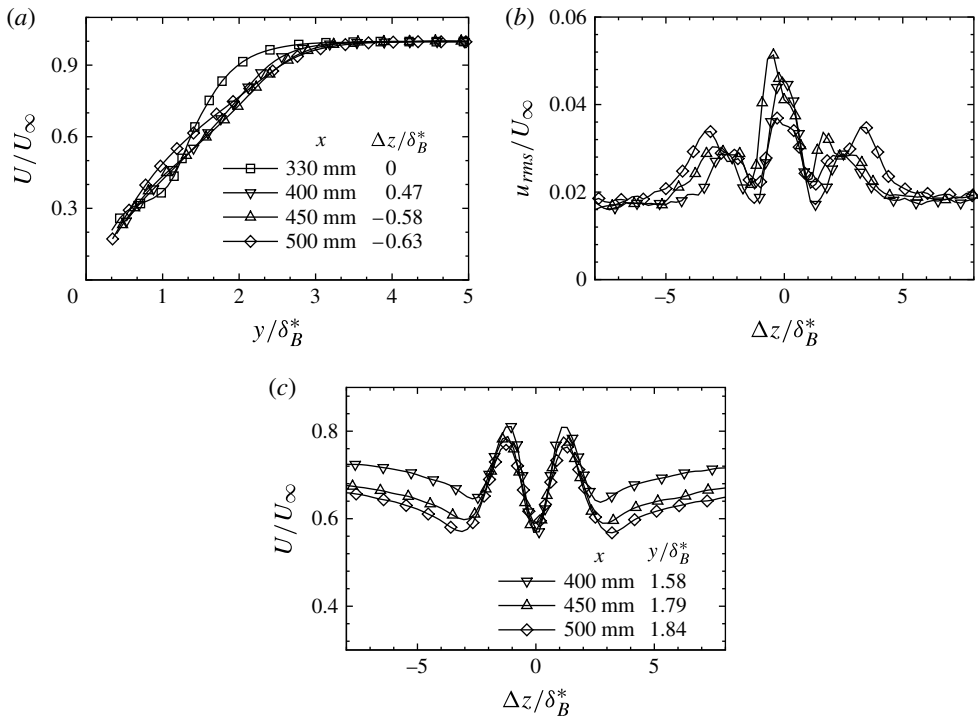 (a)
0.9
0.6
0.3
0
1
2
3
4
5
U/U∞
y/δ*B
x Δz/δ*B
330 mm 0
400 mm 0.47
450 mm −0.58
500 mm −0.63
(b)
0.06
0.04
0.02
0
−5
0
5
urms/U∞
Δz/δ*B
(c)
0.8
0.6
0.4
−5
0
5
U/U∞
Δz/δ*B
x y/δ*B
400 mm 1.58
450 mm 1.79
500 mm 1.84